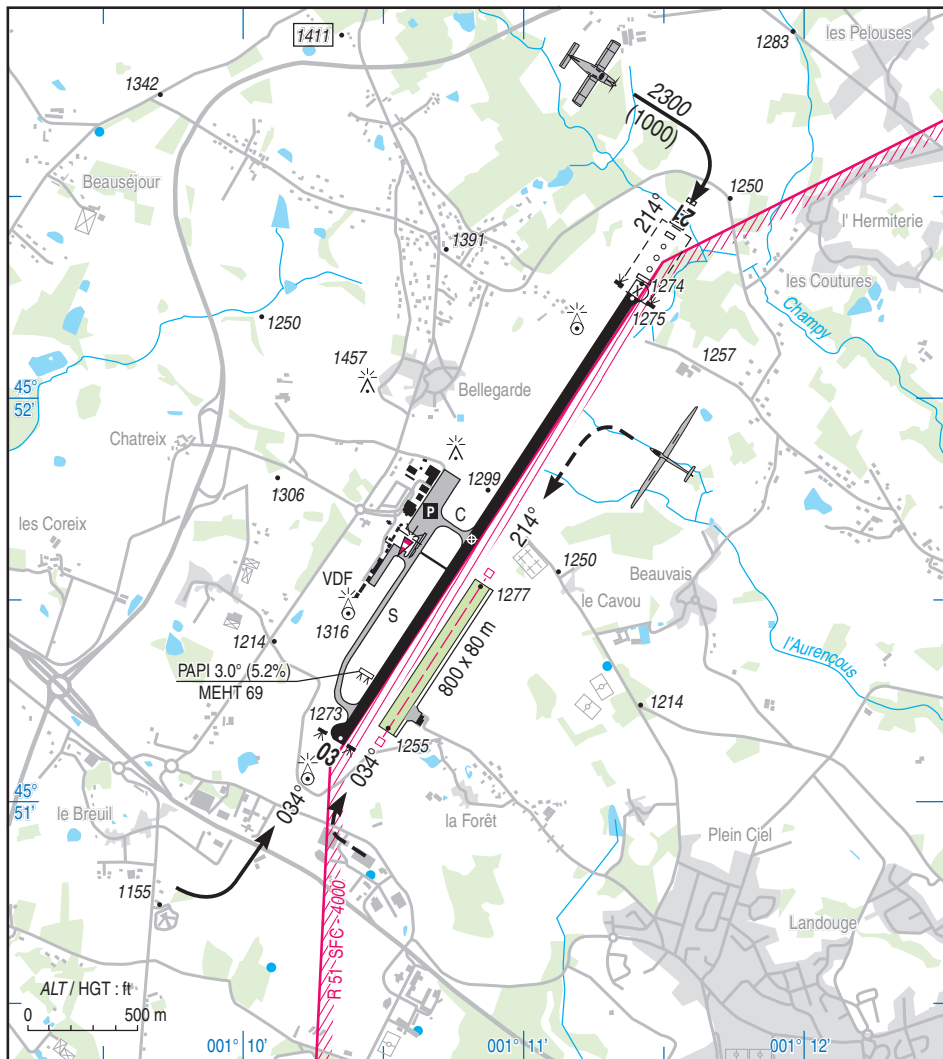 1411
1283
les Pelouses
1342
2300
(1000)
Beauséjour
1250
214°
21
l' Hermiterie
1391
les Coutures
1274
1275
Champy
1250
1257
1457
45°
52'
Bellegarde
Chatreix
1299
1306
P
C
les Coreix
214°
1250
Beauvais
VDF
1277
le Cavou
S
1316
1214
l'Aurençous
800 x 80 m
PAPI 3.0° (5.2%)
MEHT 69
1214
1273
03
1255
034°
034°
45°
51'
le Breuil
la Forêt
Plein Ciel
1155
Landouge
R 51 SFC - 4000
ALT / HGT : ft
0 500 m
001° 10'
001° 11'
001° 12'